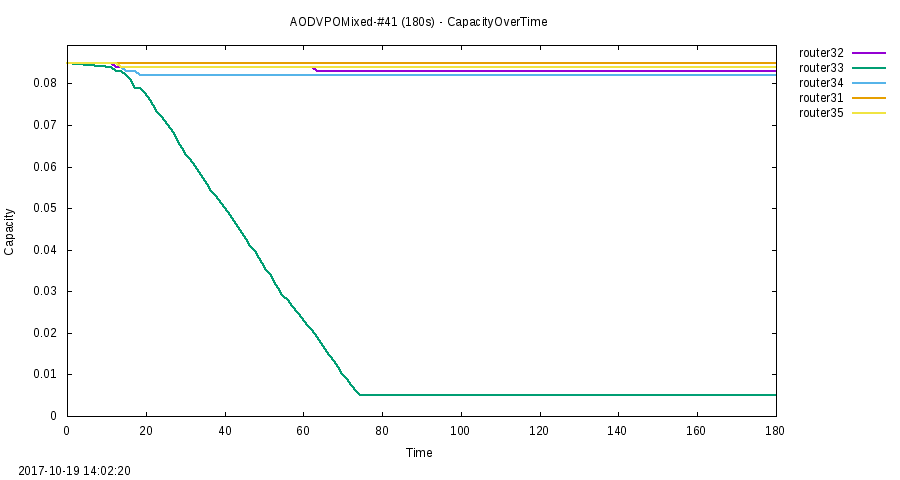 AODVPOMixed-#41 (180s) - CapacityOverTime
router32
router33
router34
router31
router35
0.08
0.07
0.06
0.05
0.04
0.03
0.02
0.01
0
Capacity
0 20 40 60 80 100 120 140 160 180
Time
2017-10-19 14:02:20